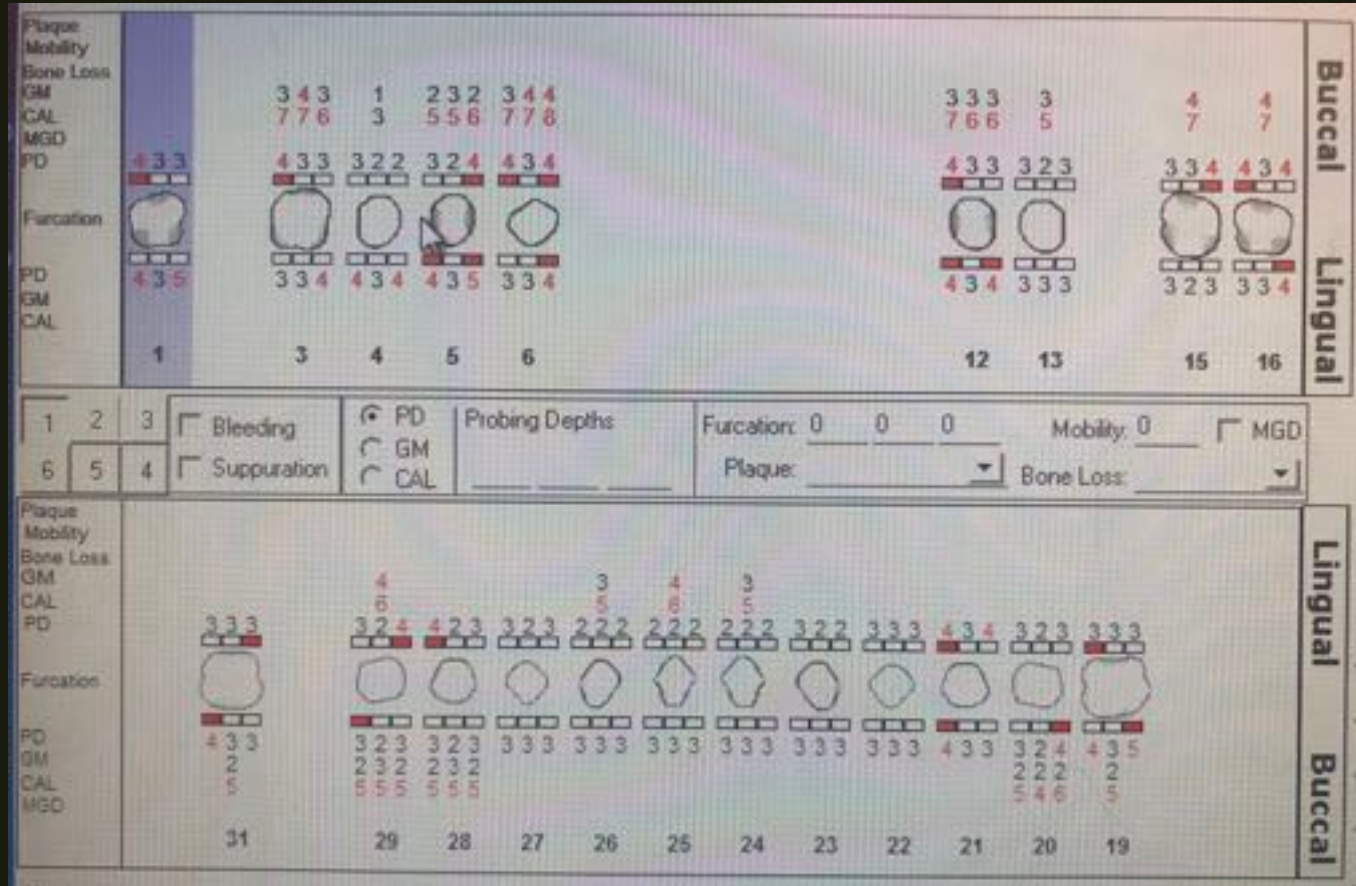 Plaque
Mobility
Bone Loss
GM 3 4 3 1 2 3 2 3 4 4 3 3 3 3 4 4
CAL 7 7 6 3 5 5 6 7 7 8 7 6 6 5 7 7
MGD
PD 4 3 3 4 3 3 3 2 2 3 2 4 4 3 4 4 3 3 3 2 3 3 3 4 4 3 4
Buccal
Furcation
PD 4 3 5 3 3 4 4 3 4 4 3 5 3 3 4 4 3 4 3 3 3 3 2 3 3 3 4
GM
CAL
Lingual
1 3 4 5 6 12 13 15 16
1 2 3 Bleeding PD Probing Depths Furcation: 0 0 0 Mobility: 0 MGD
GM
6 5 4 Suppuration CAL Plaque: Bone Loss:
Plaque
Mobility
Bone Loss
GM 4 3 4 3
CAL 6 5 6 5
PD 3 3 3 3 2 4 4 2 3 3 2 3 2 2 2 2 2 2 2 2 2 3 2 2 3 3 3 4 3 4 3 2 3 3 3 3
Lingual
Furcation
PD 4 3 3 3 2 3 3 2 3 3 3 3 3 3 3 3 3 3 3 3 3 3 3 3 3 3 3 4 3 3 3 2 4 4 3 5
GM 2 2 3 2 2 3 2 2 2 2 2
CAL 5 5 5 5 5 5 5 5 4 6 5
MGD
Buccal
31 29 28 27 26 25 24 23 22 21 20 19